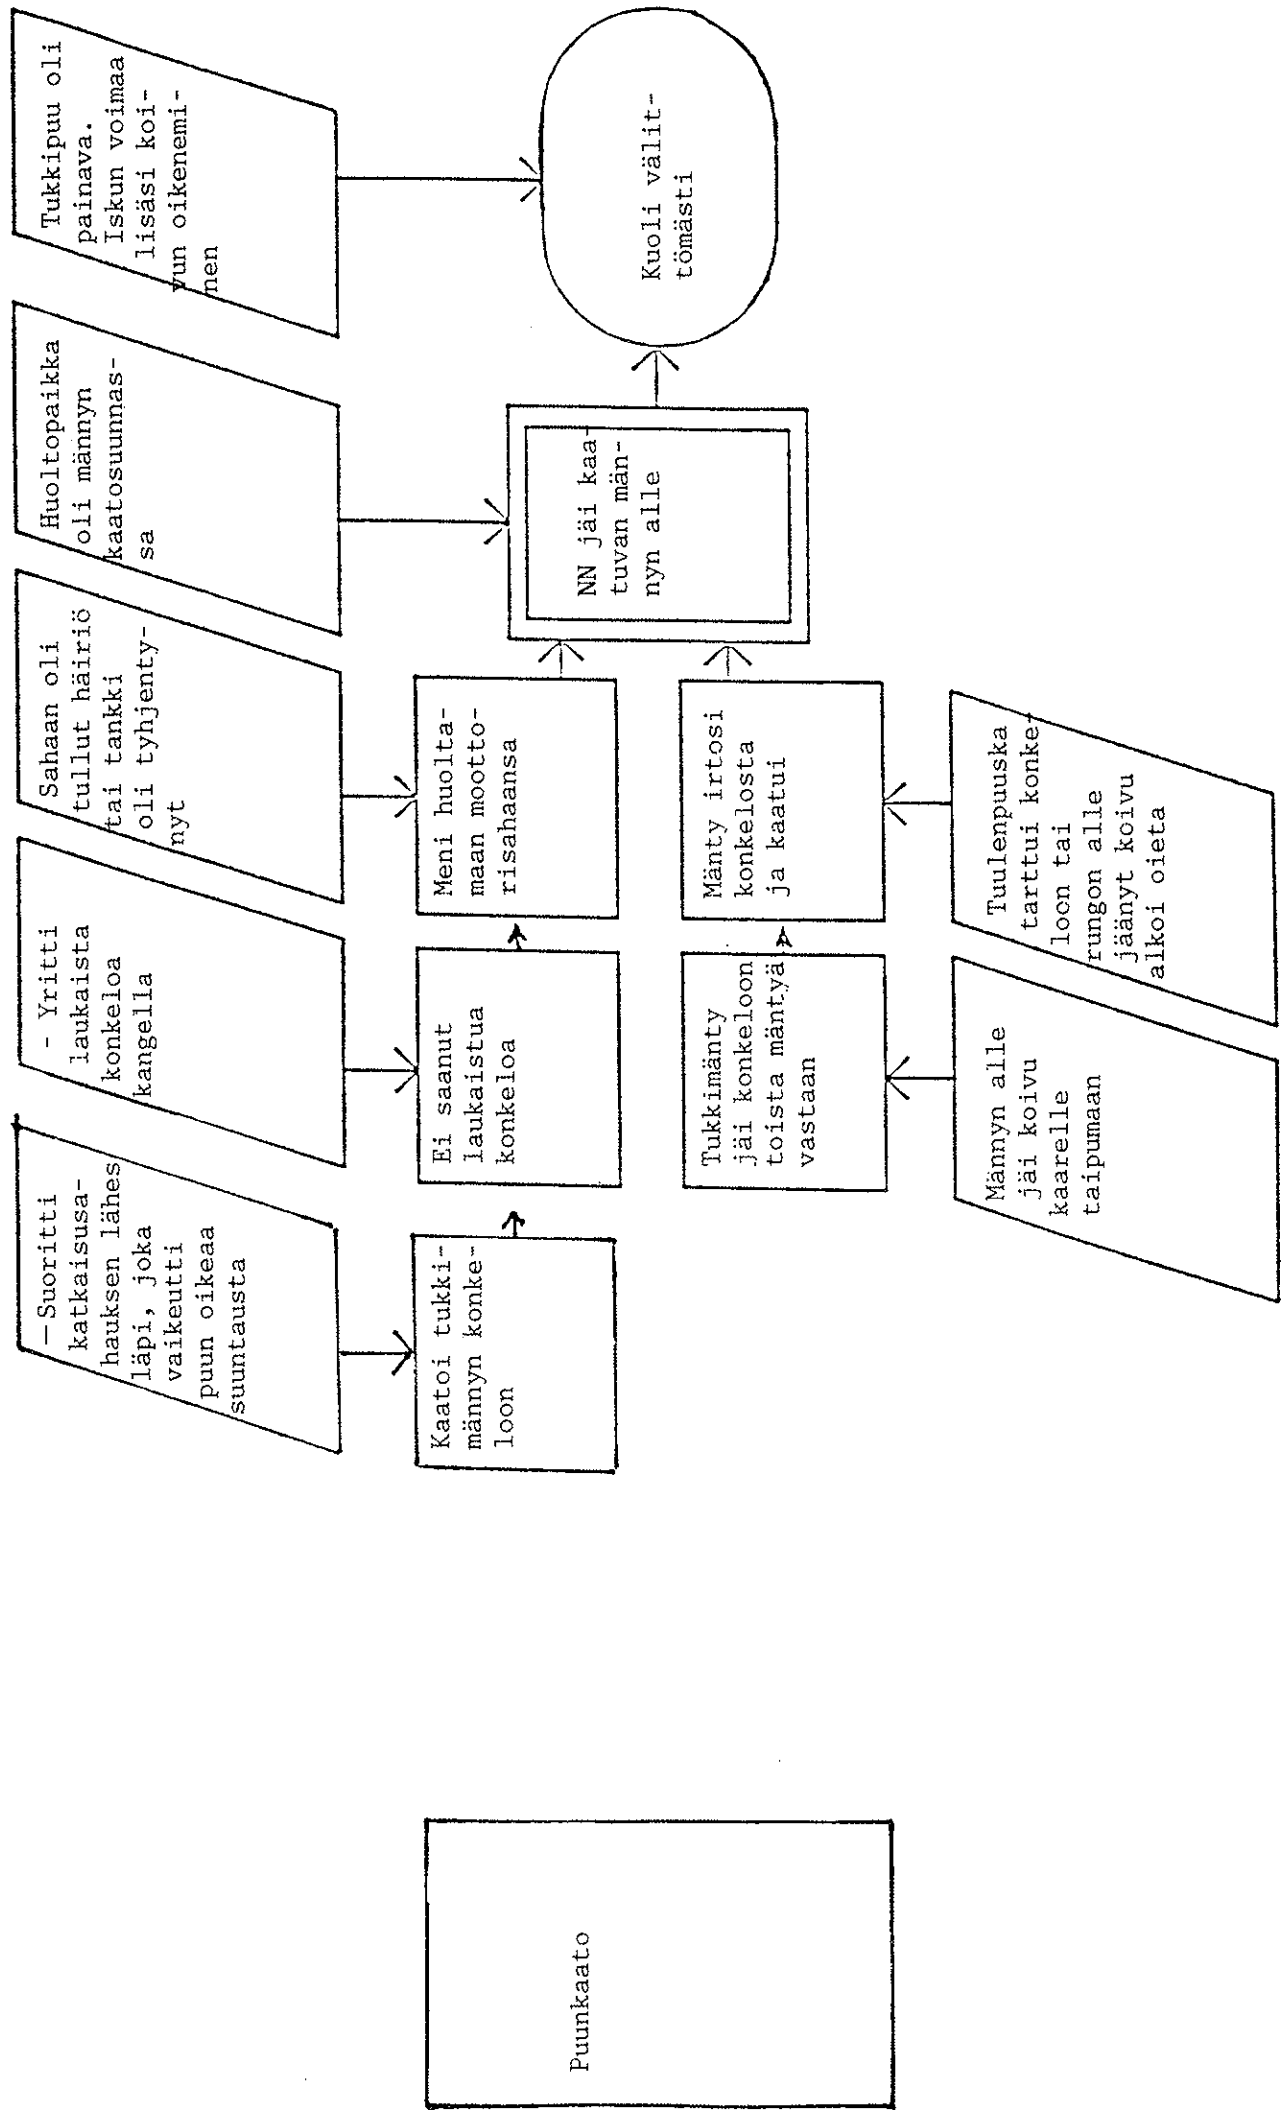 —Suoritti
katkaisusa-
hauksen lähes
läpi, joka
vaikeutti
puun oikeaa
suuntausta
- Yritti
laukaista
konkeloa
kangella
Sahaan oli
tullut häiriö
tai tankki
oli tyhjenty-
nyt
Huoltopaikka
oli männyn
kaatosuunnas-
sa
Tukkipuu oli
painava.
Iskun voimaa
lisäsi koi-
vun oikenemi-
nen
Puunkaato
Kaatoi tukki-
männyn konke-
loon
Ei saanut
laukaistua
konkeloa
Meni huolta-
maan mootto-
risahaansa
NN jäi kaa-
tuvan män-
nyn alle
Kuoli välit-
tömästi
Tukkimänty
jäi konkeloon
toista mäntyä
vastaan
Mänty irtosi
konkelosta
ja kaatui
Männyn alle
jäi koivu
kaarelle
taipumaan
Tuulenpuuska
tarttui konke-
loon tai
rungon alle
jäänyt koivu
alkoi oieta